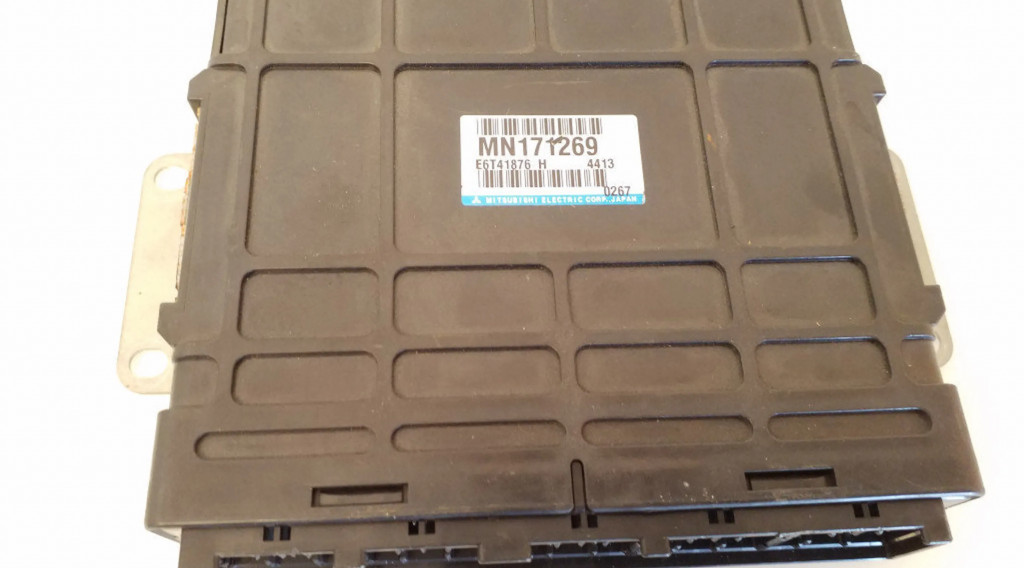 MN171269
E6T41876 H 4413
0267
MITSUBISHI ELECTRIC CORP. JAPAN